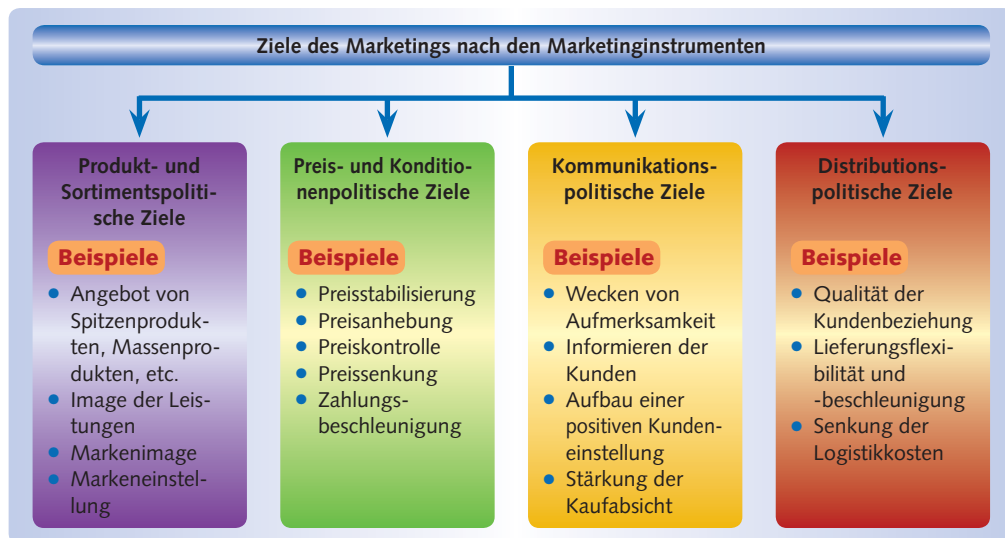 Ziele des Marketings nach den Marketinginstrumenten
Produkt- und
Sortimentspoliti-
sche Ziele
Beispiele
• Angebot von
Spitzenproduk-
ten, Massenpro-
dukten, etc.
• Image der Leis-
tungen
• Markenimage
• Markeneinstel-
lung
Preis- und Konditio-
nenpolitische Ziele
Beispiele
• Preisstabilisierung
• Preisanhebung
• Preiskontrolle
• Preissenkung
• Zahlungs-
beschleunigung
Kommunikations-
politische Ziele
Beispiele
• Wecken von
Aufmerksamkeit
• Informieren der
Kunden
• Aufbau einer
positiven Kunden-
einstellung
• Stärkung der
Kaufabsicht
Distributions-
politische Ziele
Beispiele
• Qualität der
Kundenbeziehung
• Lieferungsflexi-
bilität und
-beschleunigung
• Senkung der
Logistikkosten